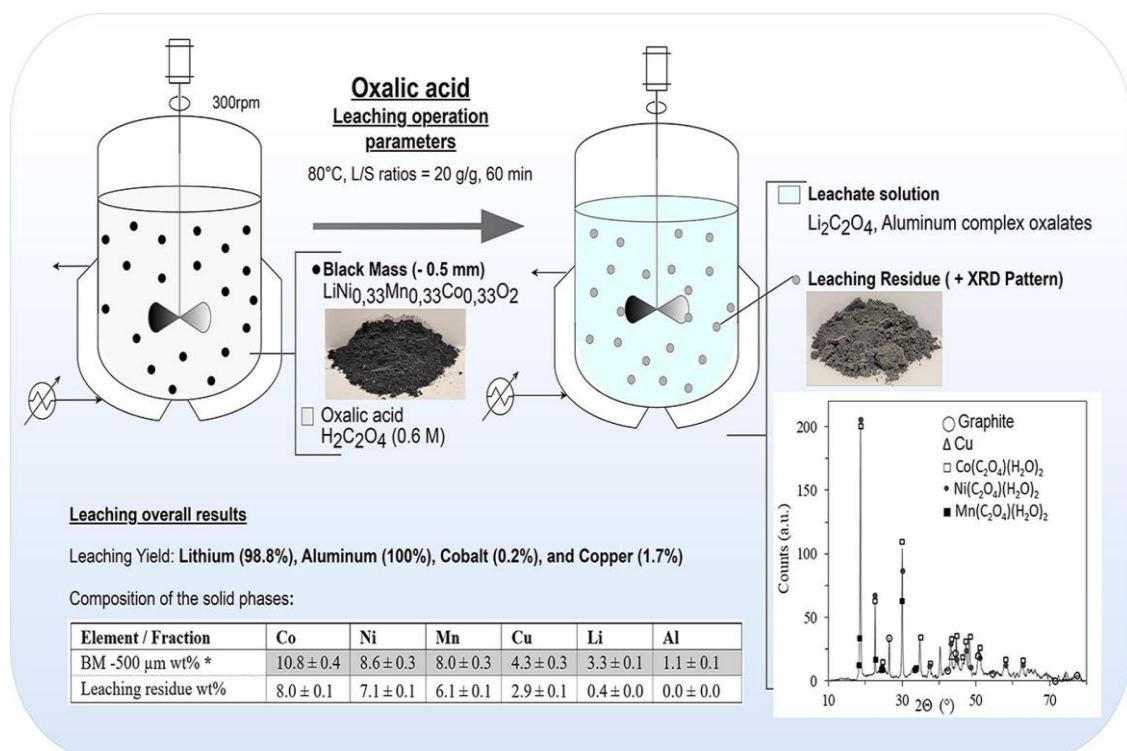 300rpm
Oxalic acid
Leaching operation
parameters
80°C, L/S ratios = 20 g/g, 60 min
Black Mass (- 0.5 mm)
LiNi0,33Mn0,33Co0,33O2
Oxalic acid
H2C2O4 (0.6 M)
Leachate solution
Li2C2O4, Aluminum complex oxalates
Leaching Residue ( + XRD Pattern)
Graphite
Cu
Co(C2O4)(H2O)2
Ni(C2O4)(H2O)2
Mn(C2O4)(H2O)2
Counts (a.u.)
200
150
100
50
0
10 30 50 70
2Θ (°)
Leaching overall results
Leaching Yield: Lithium (98.8%), Aluminum (100%), Cobalt (0.2%), and Copper (1.7%)
Composition of the solid phases:
Element / Fraction Co Ni Mn Cu Li Al
BM -500 µm wt% * 10.8 ± 0.4 8.6 ± 0.3 8.0 ± 0.3 4.3 ± 0.3 3.3 ± 0.1 1.1 ± 0.1
Leaching residue wt% 8.0 ± 0.1 7.1 ± 0.1 6.1 ± 0.1 2.9 ± 0.1 0.4 ± 0.0 0.0 ± 0.0